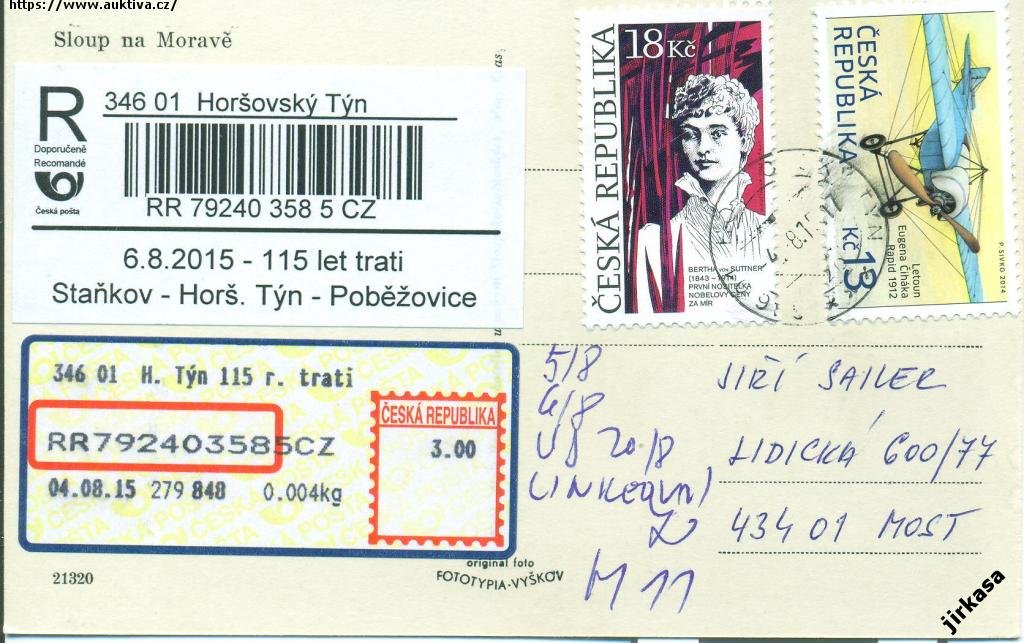 https://www.auktiva.cz/
Sloup na Moravě
R
Doporučeně
Recomandé
Česká pošta
346 01 Horšovský Týn
RR 79240 358 5 CZ
6.8.2015 - 115 let trati
Staňkov - Horš. Týn - Poběžovice
ČESKÁ REPUBLIKA
18 Kč
BERTHA VON SUTTNER
(1843 – 1914)
PRVNÍ NOSITELKA
NOBELOVY CENY
ZA MÍR
ČESKÁ
REPUBLIKA
Kč 13
Letoun
Eugena Čiháka
Rapid 1912
P. SIVKO 2014
346 01 H. Týn 115 r. trati
RR792403585CZ
04.08.15 279 848 0.004kg
ČESKÁ REPUBLIKA
3.00
5/8
6/8
20/8
M 11
JIŘÍ SAILER
LIDICKÁ 600/77
434 01 MOST
21320
original foto
FOTOTYPIA-VYŠKOV
jirkasa